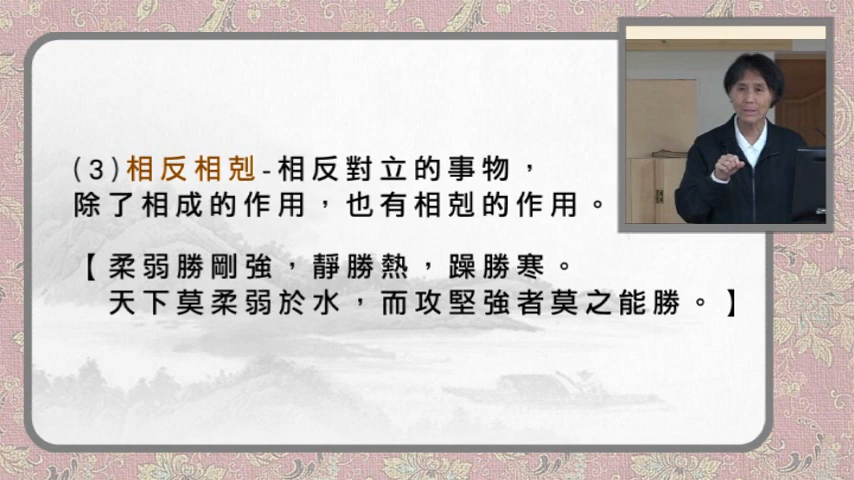 (3)相反相剋-相反對立的事物，
除了相成的作用，也有相剋的作用。
【柔弱勝剛強，靜勝熱，躁勝寒。
天下莫柔弱於水，而攻堅強者莫之能勝。】